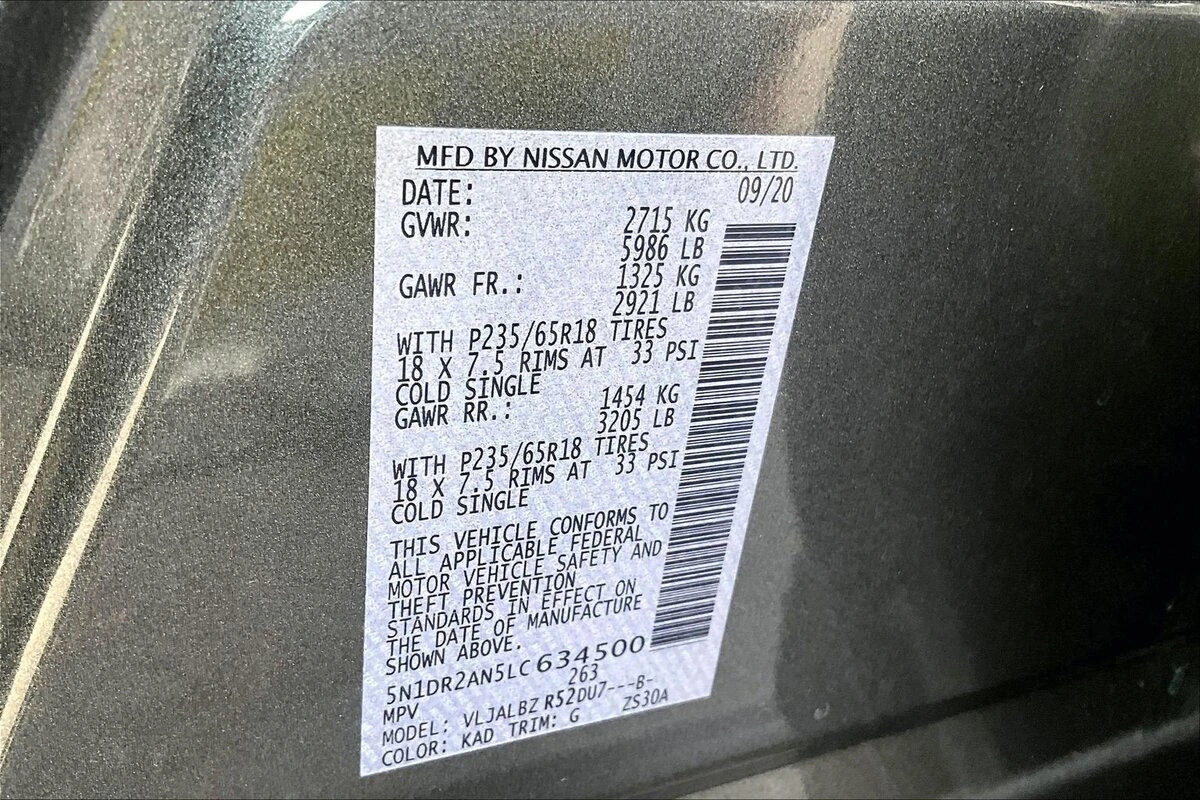 MFD BY NISSAN MOTOR CO., LTD.
DATE: 09/20
GVWR: 2715 KG
5986 LB
GAWR FR.: 1325 KG
2921 LB
WITH P235/65R18 TIRES
18 X 7.5 RIMS AT 33 PSI
COLD SINGLE
GAWR RR.: 1454 KG
3205 LB
WITH P235/65R18 TIRES
18 X 7.5 RIMS AT 33 PSI
COLD SINGLE
THIS VEHICLE CONFORMS TO
ALL APPLICABLE FEDERAL
MOTOR VEHICLE SAFETY AND
THEFT PREVENTION
STANDARDS IN EFFECT ON
THE DATE OF MANUFACTURE
SHOWN ABOVE.
5N1DR2AN5LC634500
MPV 263
MODEL: VLJALBZ R52DU7---B-
COLOR: KAD TRIM: G ZS30A